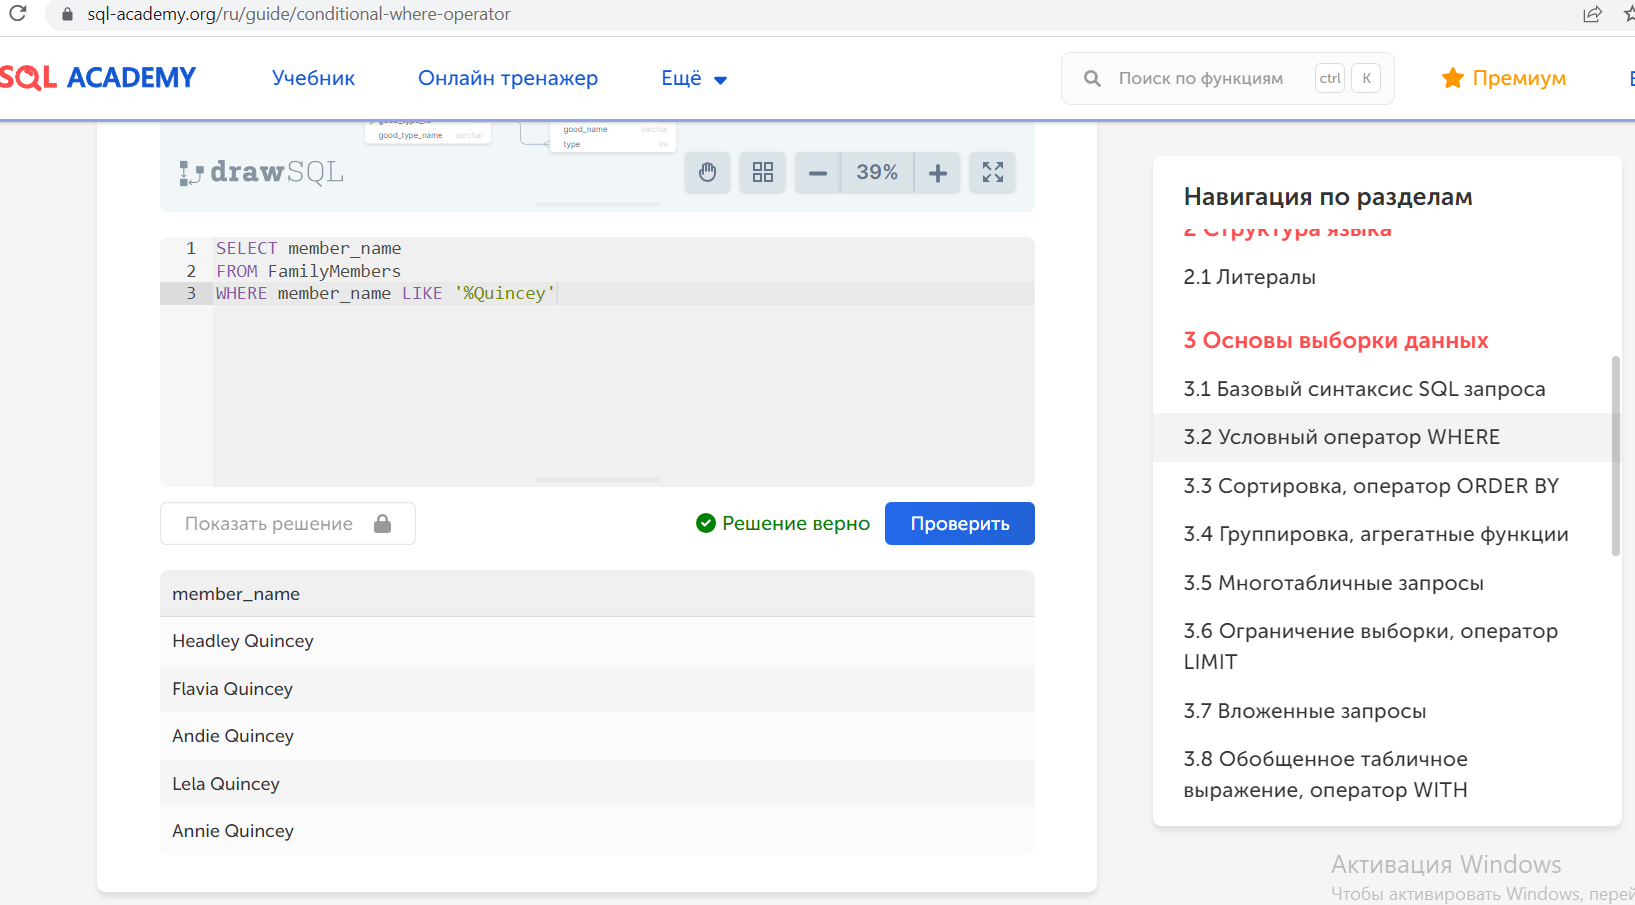 sql-academy.org/ru/guide/conditional-where-operator
SQL ACADEMY
Учебник
Онлайн тренажер
Ещё
Поиск по функциям
ctrl
K
Премиум
good_type_name varchar
good_name varchar
type int
drawSQL
39%
1 SELECT member_name
2 FROM FamilyMembers
3 WHERE member_name LIKE '%Quincey'
Показать решение
Решение верно
Проверить
member_name
Headley Quincey
Flavia Quincey
Andie Quincey
Lela Quincey
Annie Quincey
Навигация по разделам
2 Структура языка
2.1 Литералы
3 Основы выборки данных
3.1 Базовый синтаксис SQL запроса
3.2 Условный оператор WHERE
3.3 Сортировка, оператор ORDER BY
3.4 Группировка, агрегатные функции
3.5 Многотабличные запросы
3.6 Ограничение выборки, оператор
LIMIT
3.7 Вложенные запросы
3.8 Обобщенное табличное
выражение, оператор WITH
Активация Windows
Чтобы активировать Windows, перей